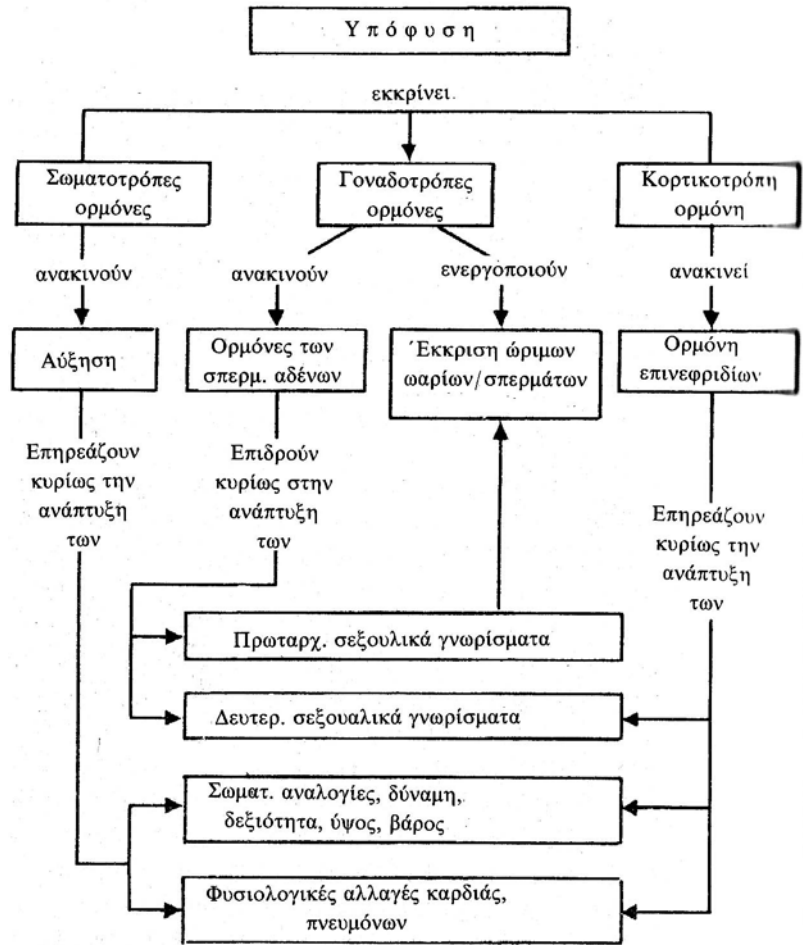 Υπόφυση
εκκρίνει.
Σωματοτρόπες
ορμόνες
Γοναδοτρόπες
ορμόνες
Κορτικοτρόπη
ορμόνη
ανακινούν
ανακινούν
ενεργοποιούν
ανακινεί
Αύξηση
Ορμόνες των
σπερμ. αδένων
Έκκριση ώριμων
ωαρίων/σπερμάτων
Ορμόνη
επινεφριδίων
Επηρεάζουν
κυρίως την
ανάπτυξη
των
Επιδρούν
κυρίως στην
ανάπτυξη
των
Επηρεάζουν
κυρίως την
ανάπτυξη
των
Πρωταρχ. σεξουλικά γνωρίσματα
Δευτερ. σεξουαλικά γνωρίσματα
Σωματ. αναλογίες, δύναμη,
δεξιότητα, ύψος, βάρος
Φυσιολογικές αλλαγές καρδιάς,
πνευμόνων